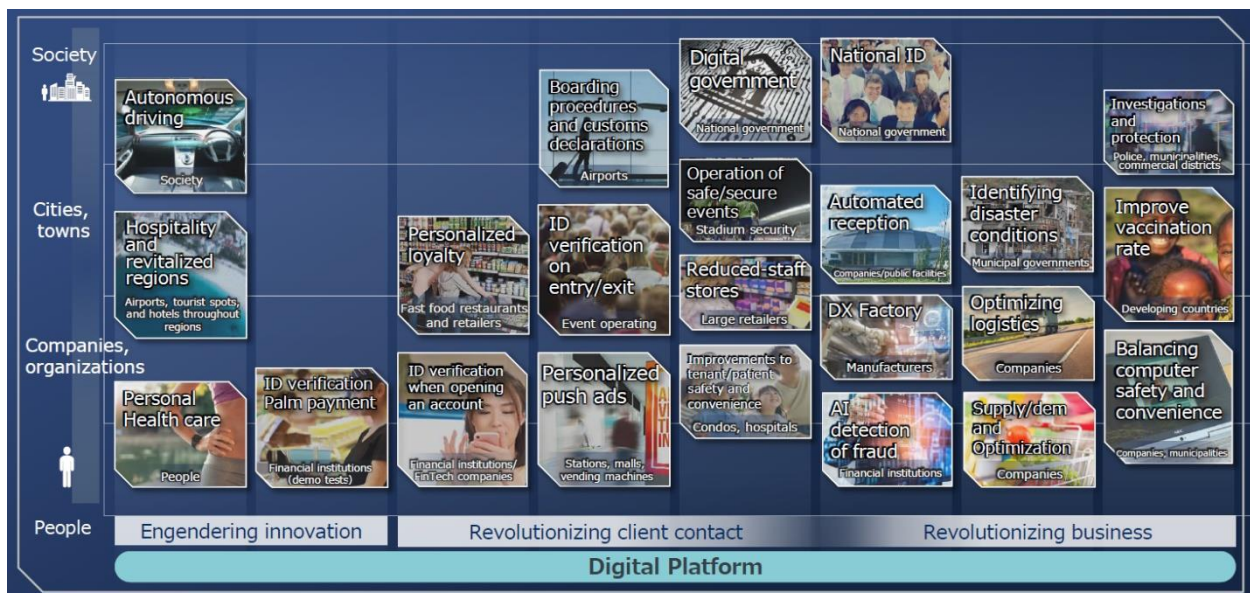 Society
Cities,
towns
Companies,
organizations
People
Autonomous
driving
Society
Hospitality and
revitalized
regions
Airports, tourist spots,
and hotels throughout
regions
Personal
Health care
People
ID verification
Palm payment
Financial institutions
(demo tests)
Personalized
loyalty
Fast food restaurants
and retailers
ID verification
when opening
an account
Financial institutions/
FinTech companies
Boarding
procedures
and customs
declarations
Airports
ID
verification
on
entry/exit
Event operating
Personalized
push ads
Stations, malls,
vending machines
Digital
government
National government
Operation of
safe/secure
events
Stadium security
Reduced-staff
stores
Large retailers
Improvements to
tenant/patient
safety and
convenience
Condos, hospitals
National ID
National government
Automated
reception
Companies/public facilities
DX Factory
Manufacturers
AI
detection
of fraud
Financial institutions
Identifying
disaster
conditions
Municipal governments
Optimizing
logistics
Companies
Supply/dem
and
Optimization
Companies
Investigations
and
protection
Police, municipalities,
commercial districts
Improve
vaccination
rate
Developing countries
Balancing
computer
safety and
convenience
Companies, municipalities
Engendering innovation
Revolutionizing client contact
Revolutionizing business
Digital Platform